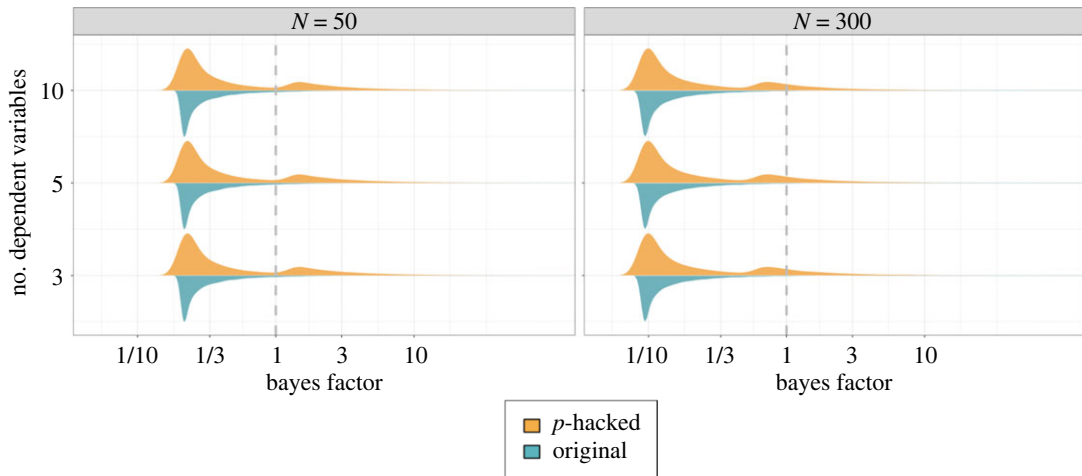 N = 50
N = 300
no. dependent variables
10
5
3
1/10 1/3 1 3 10
1/10 1/3 1 3 10
bayes factor
bayes factor
p-hacked
original